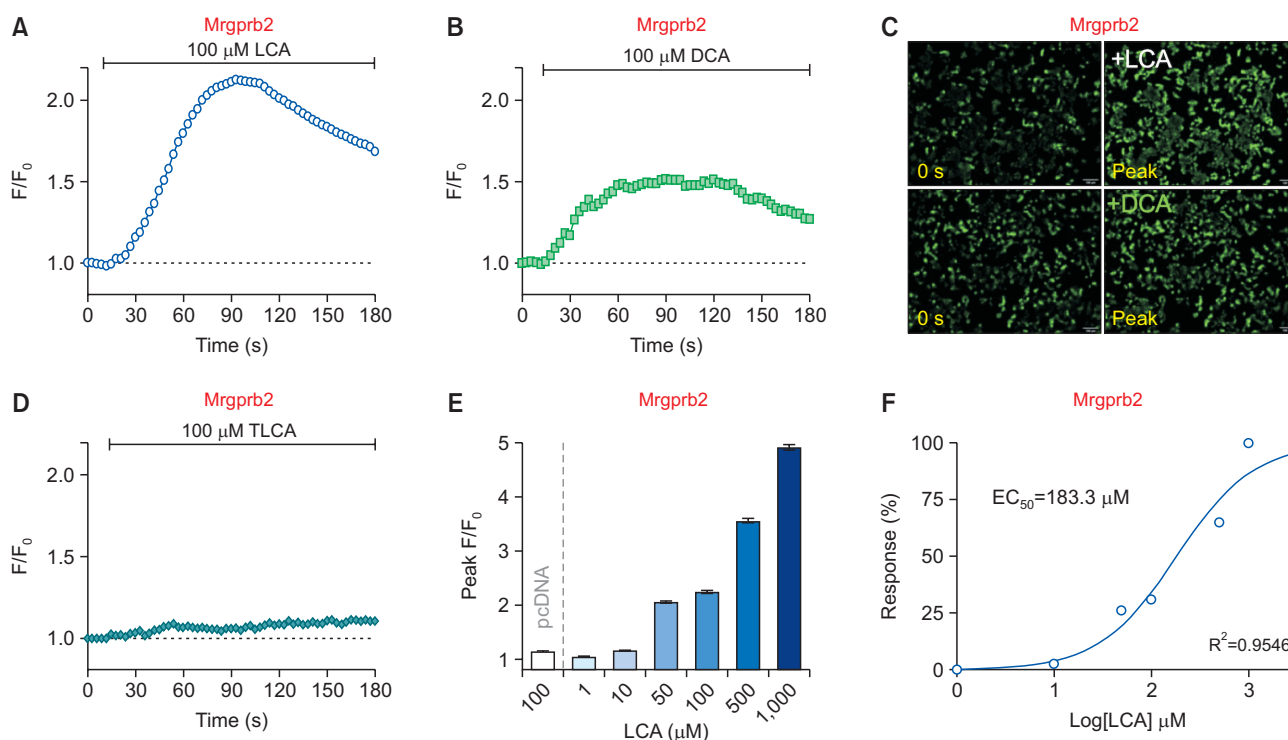 A
Mrgprb2
100 μM LCA
F/F0
2.0
1.5
1.0
0 30 60 90 120 150 180
Time (s)
B
Mrgprb2
100 μM DCA
F/F0
2.0
1.5
1.0
0 30 60 90 120 150 180
Time (s)
C
Mrgprb2
+LCA
0 s
Peak
+DCA
0 s
Peak
D
Mrgprb2
100 μM TLCA
F/F0
2.0
1.5
1.0
0 30 60 90 120 150 180
Time (s)
E
Mrgprb2
Peak F/F0
5
4
3
2
1
pcDNA
100 1 10 50 100 500 1,000
LCA (μM)
F
Mrgprb2
Response (%)
100
75
50
25
0
EC50=183.3 μM
R2=0.9546
0 1 2 3
Log[LCA] μM